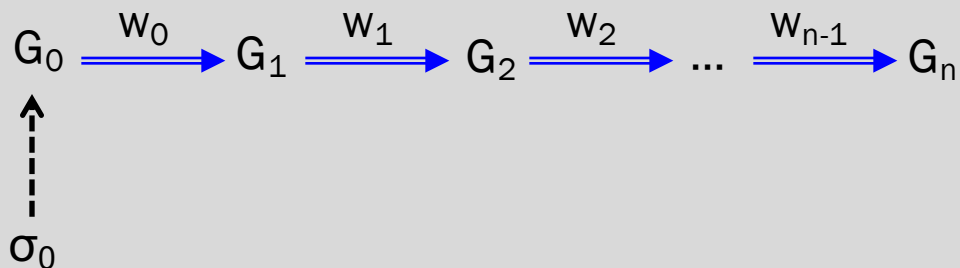 w₀ w₁ w₂ wₙ₋₁
G₀ G₁ G₂ ... Gₙ
σ₀